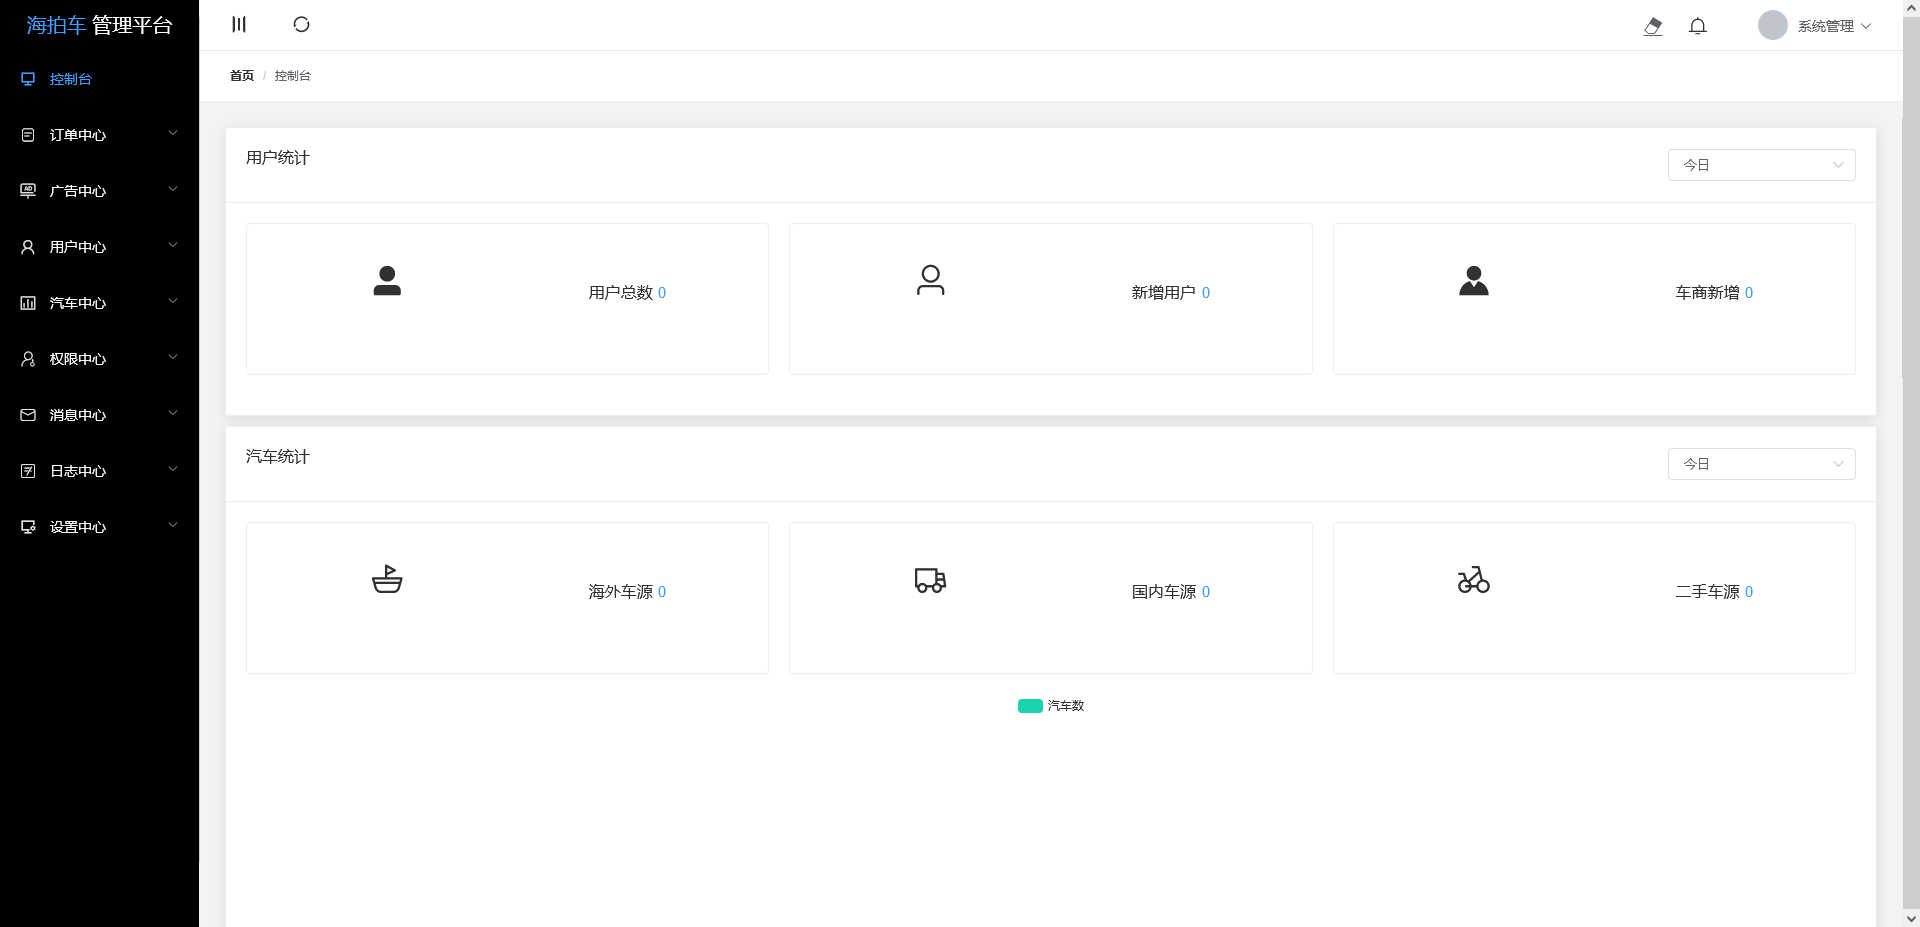 海拍车 管理平台
系统管理
首页 / 控制台
控制台
订单中心
广告中心
用户中心
汽车中心
权限中心
消息中心
日志中心
设置中心
用户统计
今日
用户总数 0
新增用户 0
车商新增 0
汽车统计
今日
海外车源 0
国内车源 0
二手车源 0
汽车数